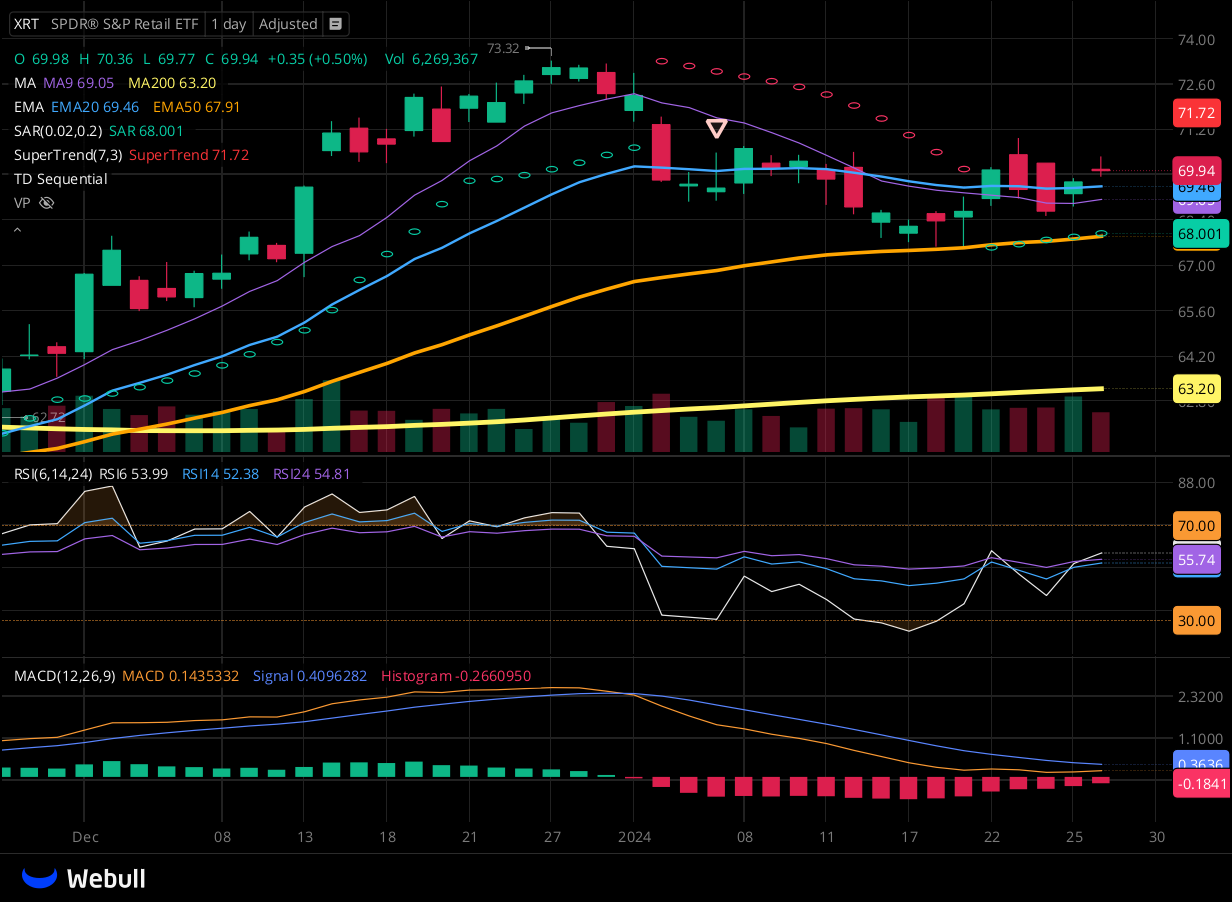 XRT SPDR® S&P Retail ETF 1 day Adjusted
O 69.98 H 70.36 L 69.77 C 69.94 +0.35 (+0.50%) Vol 6,269,367
MA MA9 69.05 MA200 63.20
EMA EMA20 69.46 EMA50 67.91
SAR(0.02,0.2) SAR 68.001
SuperTrend(7,3) SuperTrend 71.72
TD Sequential
VP
73.32
62.72
74.00
72.60
71.72
71.20
69.94
69.46
69.05
68.001
67.00
65.60
64.20
63.20
RSI(6,14,24) RSI6 53.99 RSI14 52.38 RSI24 54.81
88.00
70.00
55.74
30.00
MACD(12,26,9) MACD 0.1435332 Signal 0.4096282 Histogram -0.2660950
2.3200
1.1000
0.3636
-0.1841
Dec 08 13 18 21 27 2024 08 11 17 22 25 30
Webull